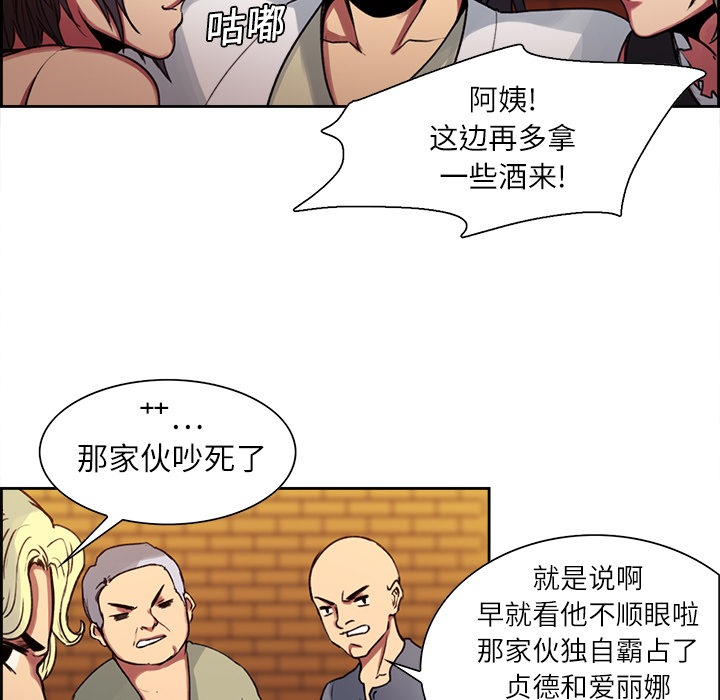 咕嘟
阿姨!
这边再多拿
一些酒来!
++...
那家伙吵死了
就是说啊
早就看他不顺眼啦
那家伙独自霸占了
贞德和爱丽娜